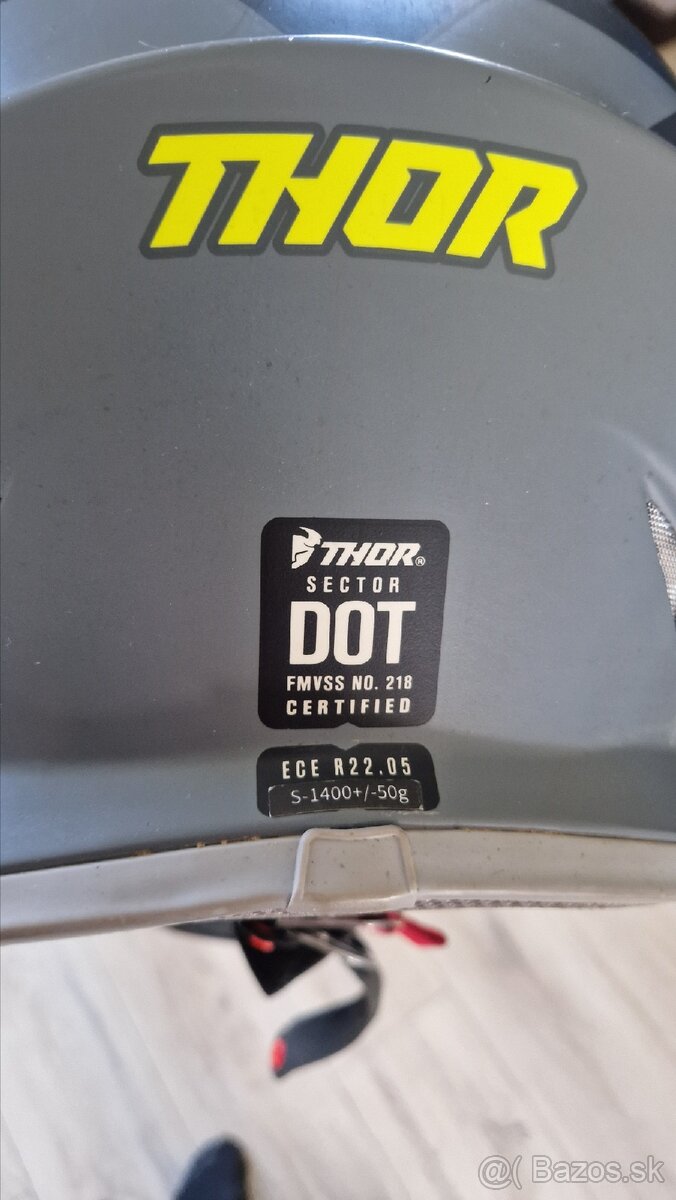 THOR
THOR®
SECTOR
DOT
FMVSS NO. 218
CERTIFIED
ECE R22.05
S-1400+/-50g
@( Bazos.sk